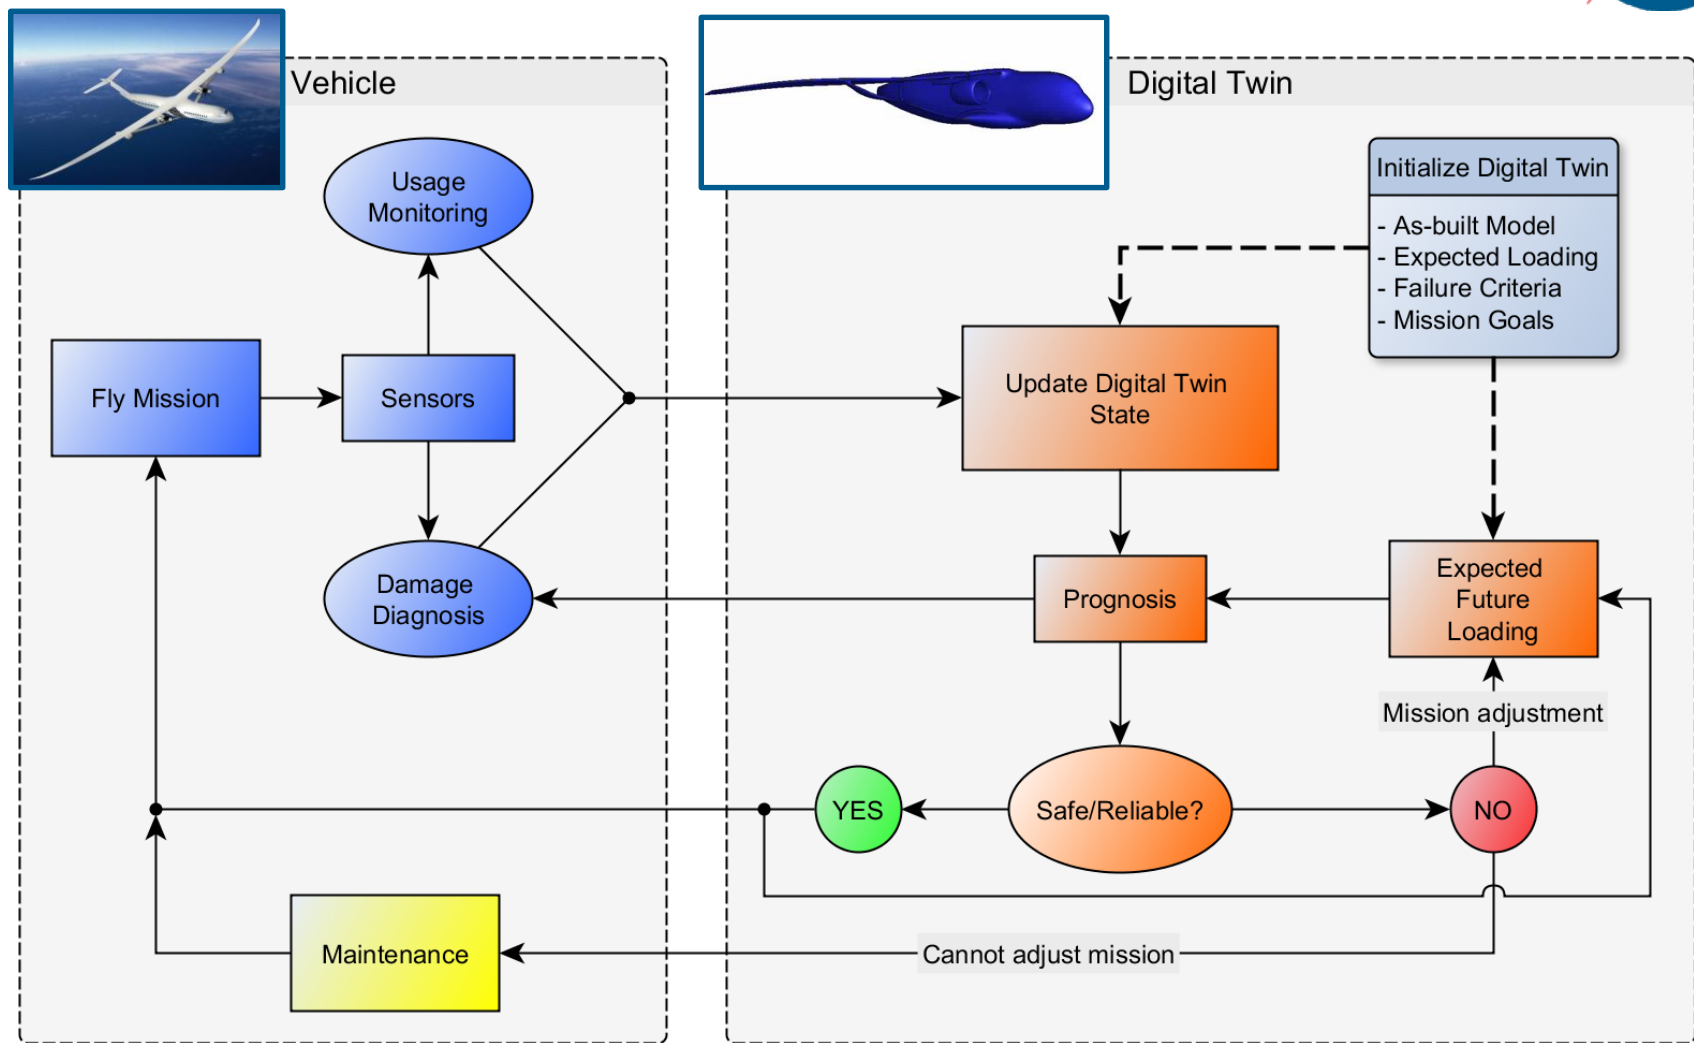 Vehicle
Digital Twin
Usage
Monitoring
Initialize Digital Twin
- As-built Model
- Expected Loading
- Failure Criteria
- Mission Goals
Fly Mission
Sensors
Update Digital Twin
State
Damage
Diagnosis
Prognosis
Expected
Future
Loading
Mission adjustment
YES
Safe/Reliable?
NO
Maintenance
Cannot adjust mission